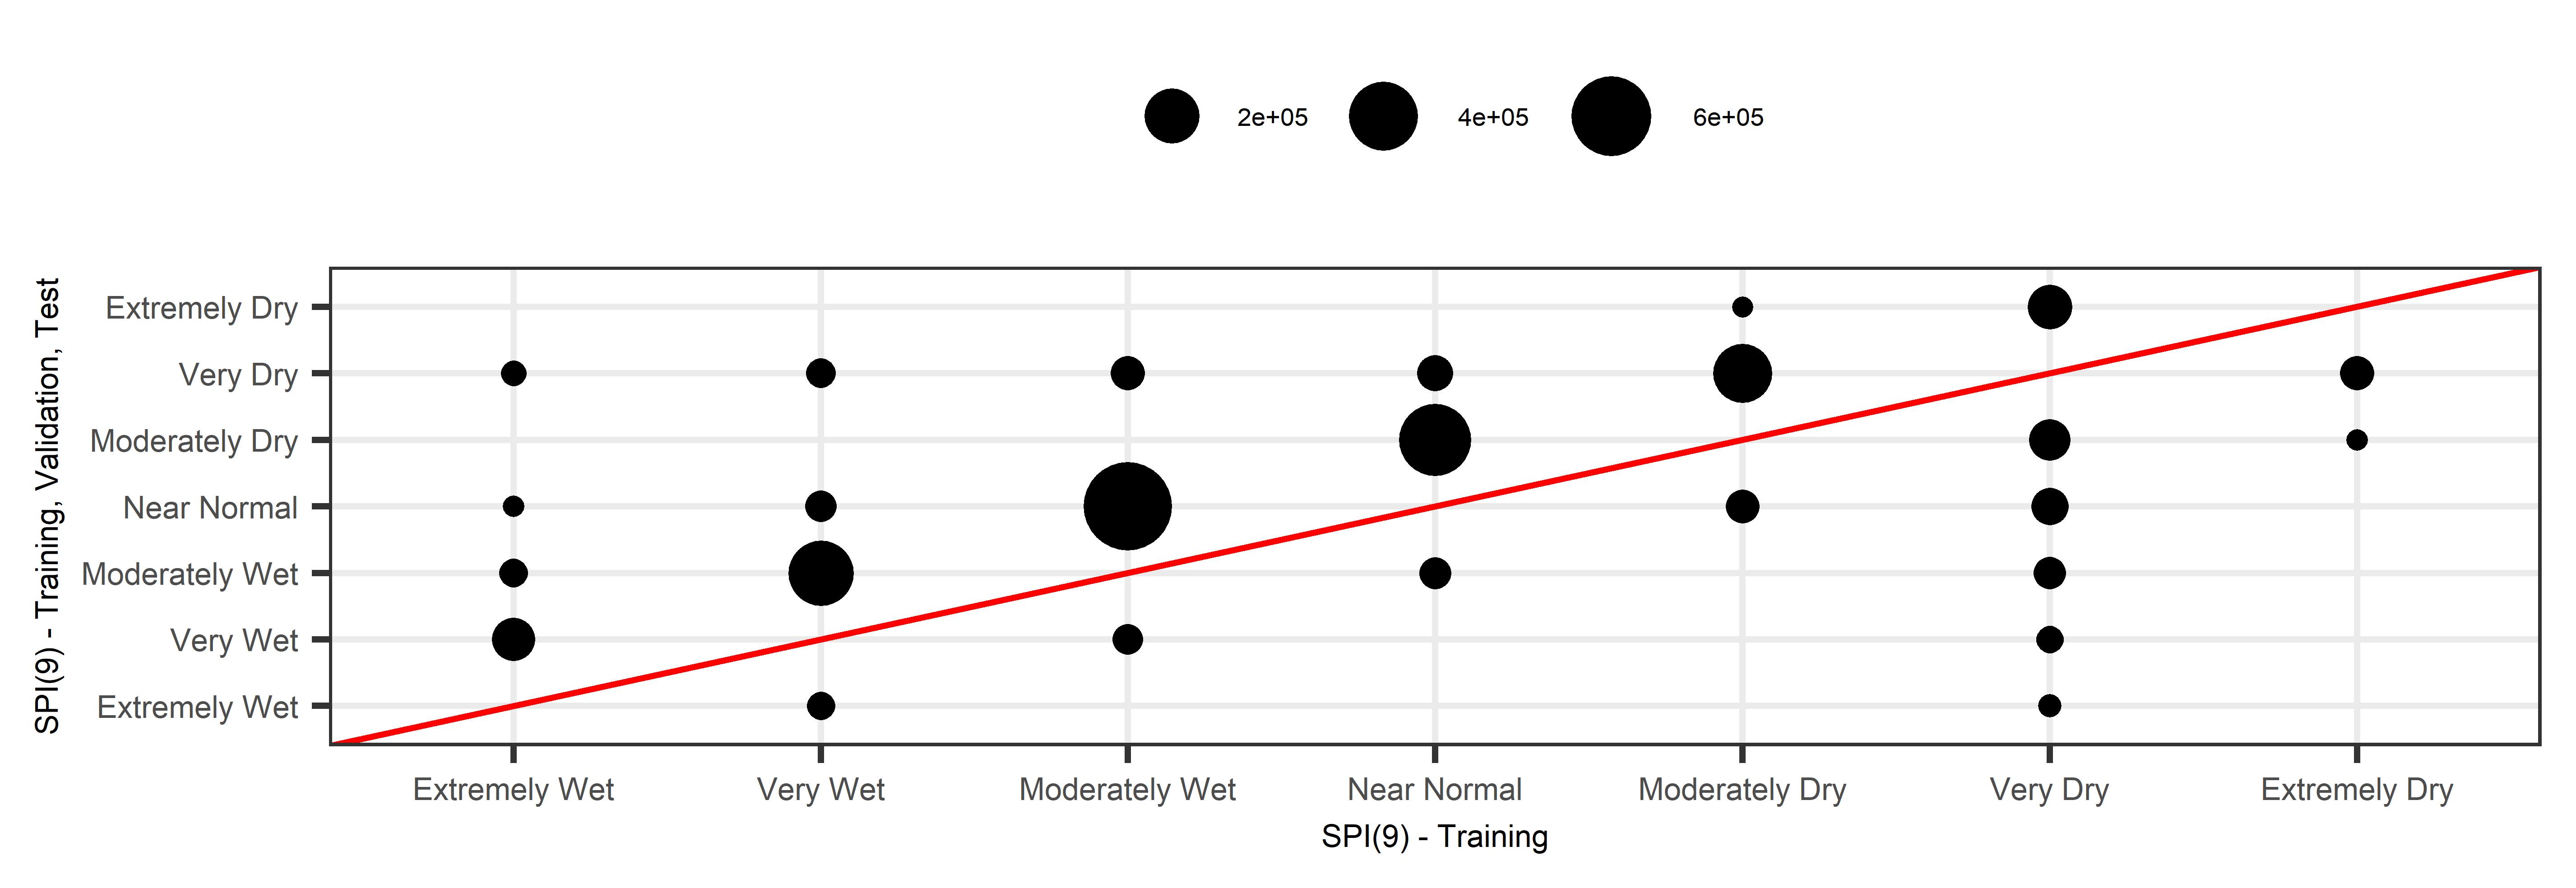 2e+05 4e+05 6e+05
SPI(9) - Training, Validation, Test
Extremely Dry
Very Dry
Moderately Dry
Near Normal
Moderately Wet
Very Wet
Extremely Wet
Extremely Wet Very Wet Moderately Wet Near Normal Moderately Dry Very Dry Extremely Dry
SPI(9) - Training